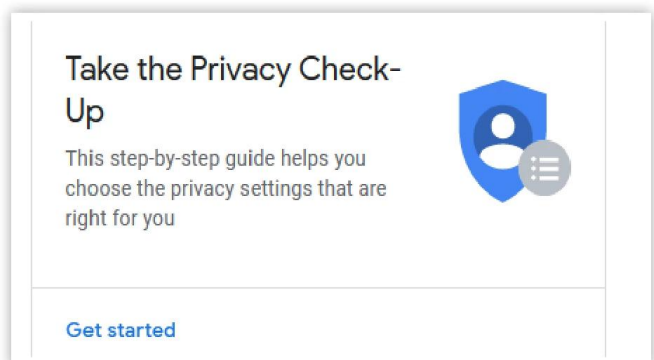 Take the Privacy Check-
Up
This step-by-step guide helps you
choose the privacy settings that are
right for you
Get started